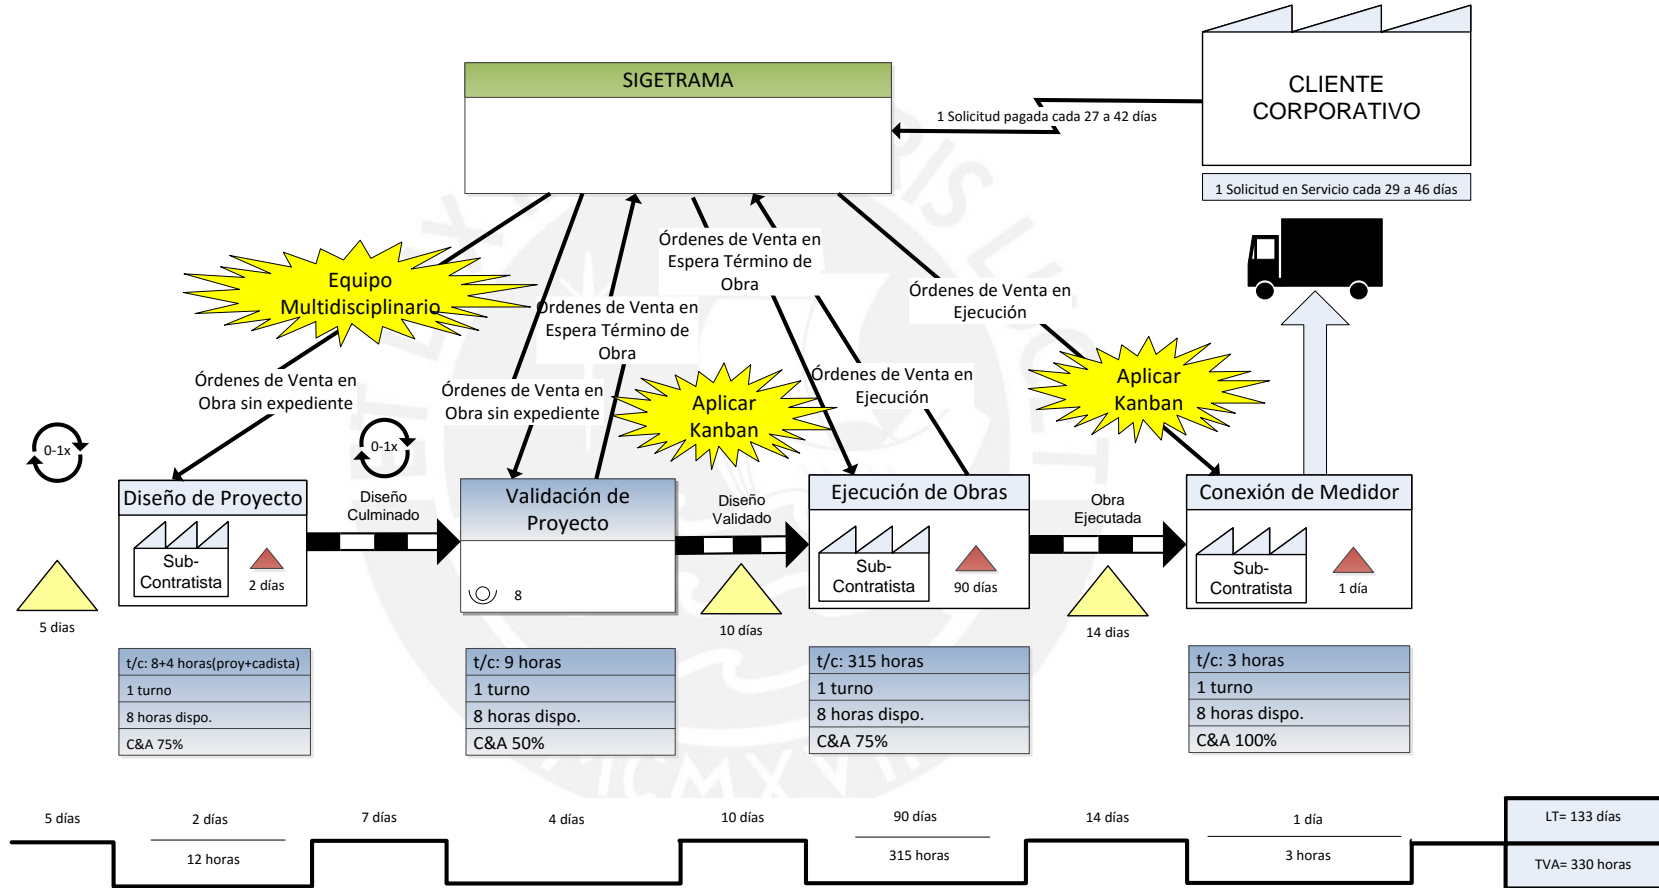 SIGETRAMA
CLIENTE
CORPORATIVO
1 Solicitud pagada cada 27 a 42 días
1 Solicitud en Servicio cada 29 a 46 días
Equipo
Multidisciplinario
Órdenes de Venta en
Obra sin expediente
Órdenes de Venta en
Obra sin expediente
Órdenes de Venta en
Espera Término de
Obra
Órdenes de Venta en
Espera Término de
Obra
Órdenes de Venta en
Ejecución
Órdenes de Venta en
Ejecución
Aplicar
Kanban
Aplicar
Kanban
0-1x
0-1x
5 dias
Diseño de Proyecto
Sub-
Contratista
2 días
Diseño
Culminado
Validación de
Proyecto
8
Diseño
Validado
10 días
Ejecución de Obras
Sub-
Contratista
90 días
Obra
Ejecutada
14 dias
Conexión de Medidor
Sub-
Contratista
1 día
t/c: 8+4 horas(proy+cadista)
1 turno
8 horas dispo.
C&A 75%
t/c: 9 horas
1 turno
8 horas dispo.
C&A 50%
t/c: 315 horas
1 turno
8 horas dispo.
C&A 75%
t/c: 3 horas
1 turno
8 horas dispo.
C&A 100%
5 días
2 días
12 horas
7 días
4 días
10 días
90 días
315 horas
14 días
1 día
3 horas
LT= 133 días
TVA= 330 horas